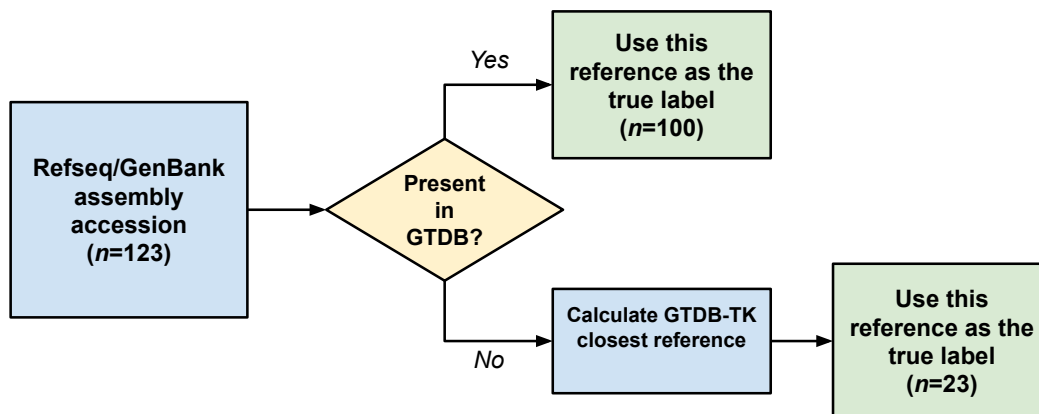 Refseq/GenBank
assembly
accession
(n=123)
Present
in
GTDB?
Yes
Use this
reference as the
true label
(n=100)
No
Calculate GTDB-TK
closest reference
Use this
reference as the
true label
(n=23)